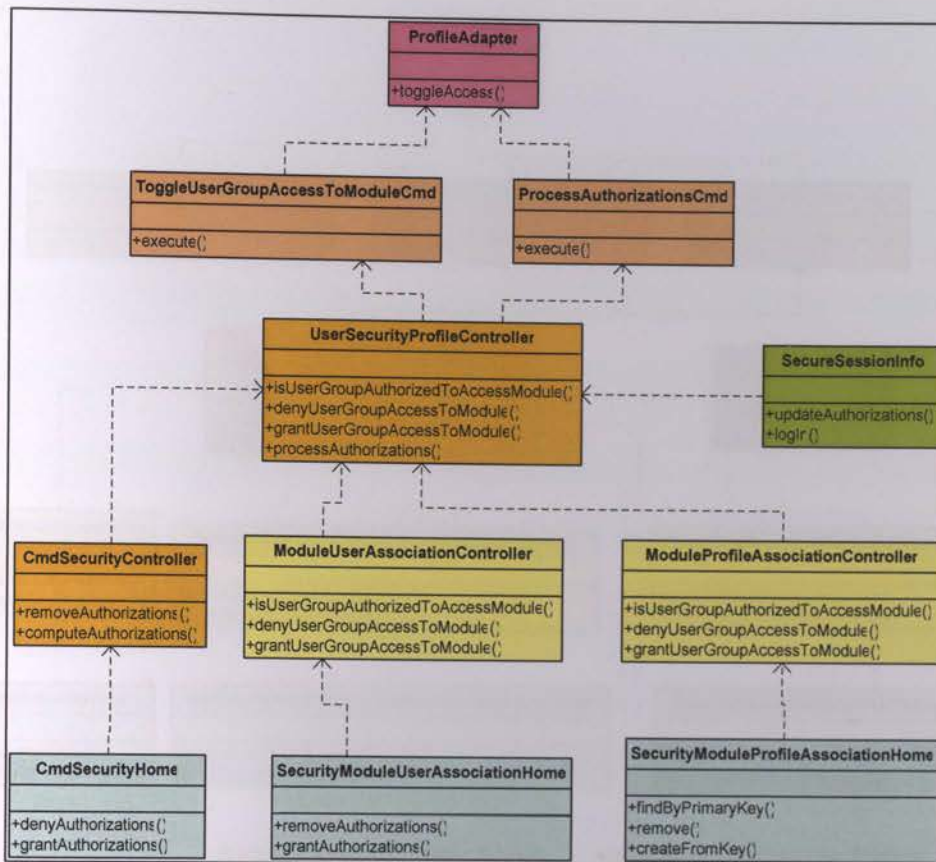 ProfileAdapter
+toggleAccess()
ToggleUserGroupAccessToModuleCmd
+execute()
ProcessAuthorizationsCmd
+execute()
UserSecurityProfileController
+isUserGroupAuthorizedToAccessModule()
+denyUserGroupAccessToModule()
+grantUserGroupAccessToModule()
+processAuthorizations()
SecureSessionInfo
+updateAuthorizations()
+logIn()
CmdSecurityController
+removeAuthorizations()
+computeAuthorizations()
ModuleUserAssociationController
+isUserGroupAuthorizedToAccessModule()
+denyUserGroupAccessToModule()
+grantUserGroupAccessToModule()
ModuleProfileAssociationController
+isUserGroupAuthorizedToAccessModule()
+denyUserGroupAccessToModule()
+grantUserGroupAccessToModule()
CmdSecurityHome
+denyAuthorizations()
+grantAuthorizations()
SecurityModuleUserAssociationHome
+removeAuthorizations()
+grantAuthorizations()
SecurityModuleProfileAssociationHome
+findByPrimaryKey()
+remove()
+createFromKey()